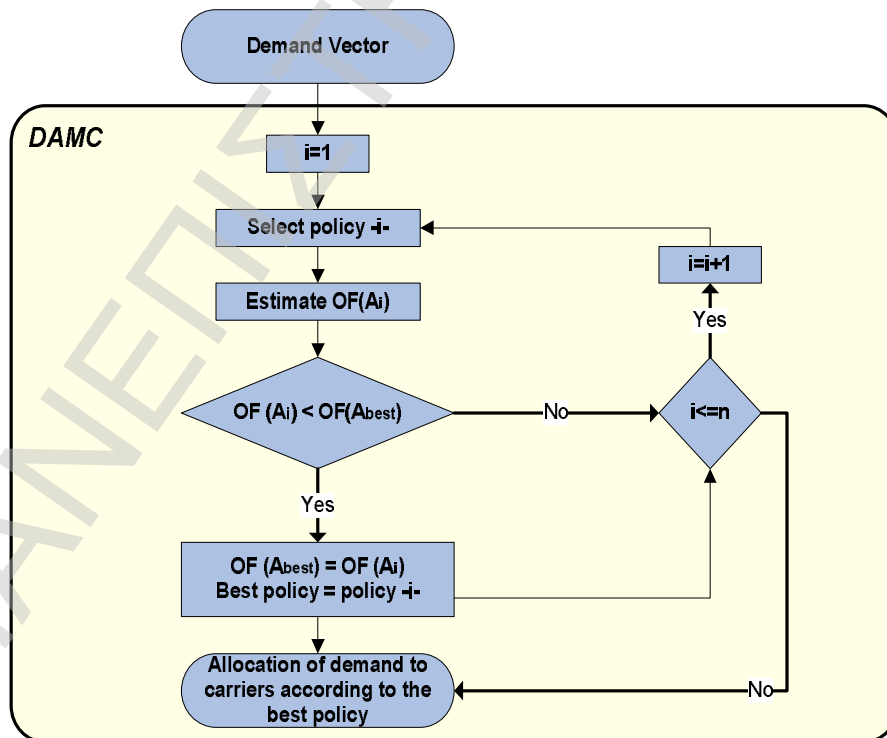 Demand Vector
DAMC
i=1
Select policy -i-
i=i+1
Estimate OF(Ai)
Yes
OF (Ai) < OF(Abest)
No
i<=n
Yes
OF (Abest) = OF (Ai)
Best policy = policy -i-
Allocation of demand to
carriers according to the
best policy
No